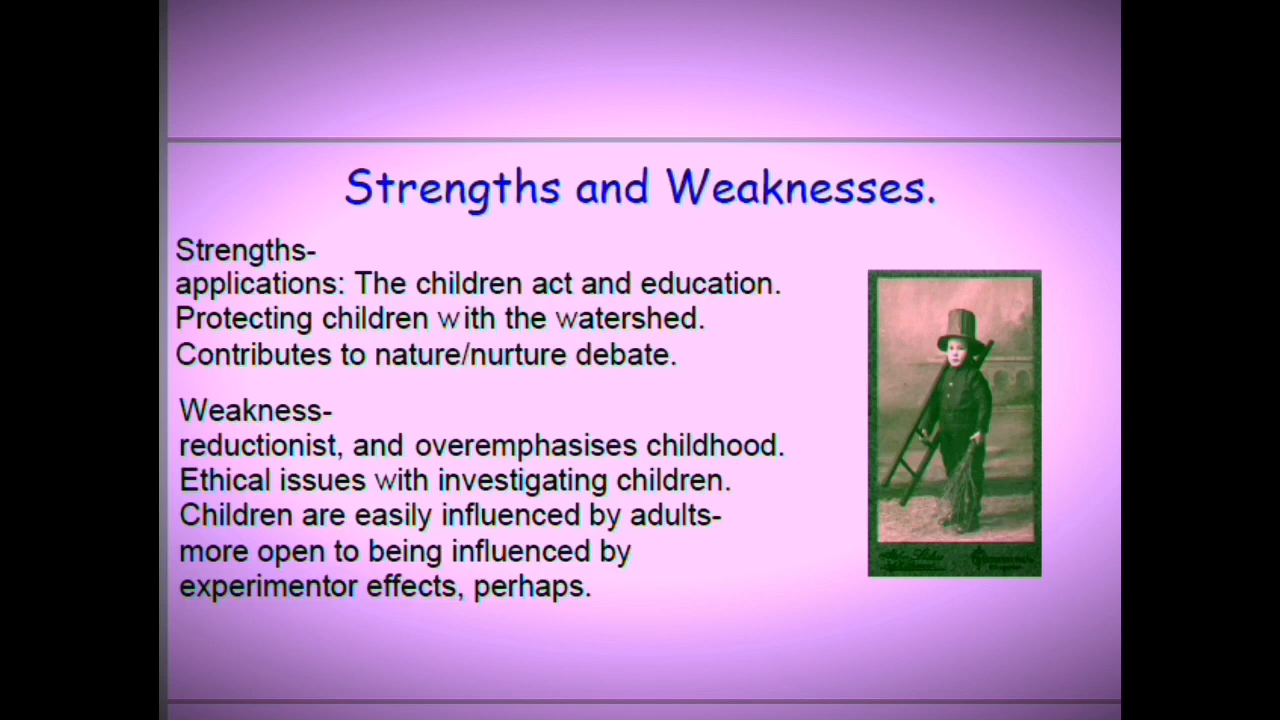 Strengths and Weaknesses.
Strengths-
applications: The children act and education.
Protecting children with the watershed.
Contributes to nature/nurture debate.
Weakness-
reductionist, and overemphasises childhood.
Ethical issues with investigating children.
Children are easily influenced by adults-
more open to being influenced by
experimentor effects, perhaps.